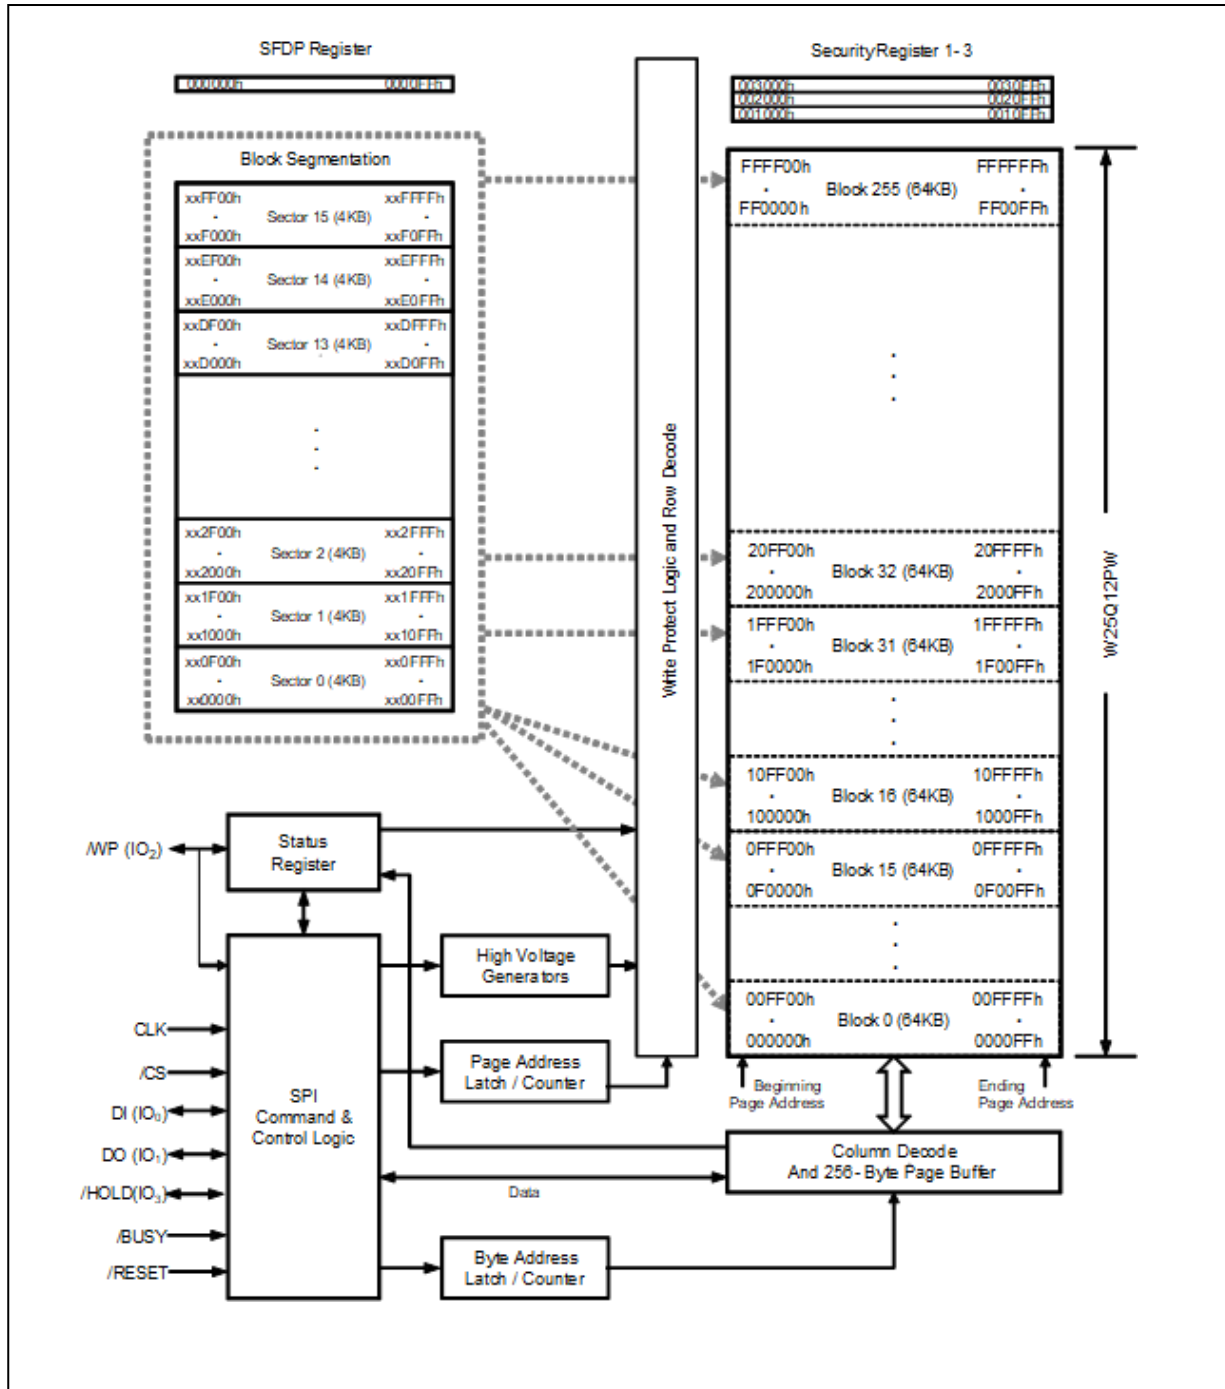 SFDP Register
000000h 0000FFh
Block Segmentation
xxFF00h xxFFFFh
Sector 15 (4KB)
xxF000h xxF0FFh
xxEF00h xxEFFFh
Sector 14 (4KB)
xxE000h xxE0FFh
xxDF00h xxDFFFh
Sector 13 (4KB)
xxD000h xxD0FFh
xx2F00h xx2FFFh
Sector 2 (4KB)
xx2000h xx20FFh
xx1F00h xx1FFFh
Sector 1 (4KB)
xx1000h xx10FFh
xx0F00h xx0FFFh
Sector 0 (4KB)
xx0000h xx00FFh
Write Protect Logic and Row Decode
Security Register 1- 3
003000h 0030FFh
002000h 0020FFh
001000h 0010FFh
FFFF00h FFFFFFh
Block 255 (64KB)
FF0000h FF00FFh
20FF00h 20FFFFh
Block 32 (64KB)
200000h 2000FFh
1FFF00h 1FFFFFh
Block 31 (64KB)
1F0000h 1F00FFh
10FF00h 10FFFFh
Block 16 (64KB)
100000h 1000FFh
0FFF00h 0FFFFFh
Block 15 (64KB)
0F0000h 0F00FFh
00FF00h 00FFFFh
Block 0 (64KB)
000000h 0000FFh
W25Q12PW
Beginning
Page Address
Ending
Page Address
/WP (IO₂)
Status
Register
High Voltage
Generators
CLK
/CS
DI (IO₀)
DO (IO₁)
/HOLD(IO₃)
/BUSY
/RESET
SPI
Command &
Control Logic
Page Address
Latch / Counter
Column Decode
And 256- Byte Page Buffer
Data
Byte Address
Latch / Counter